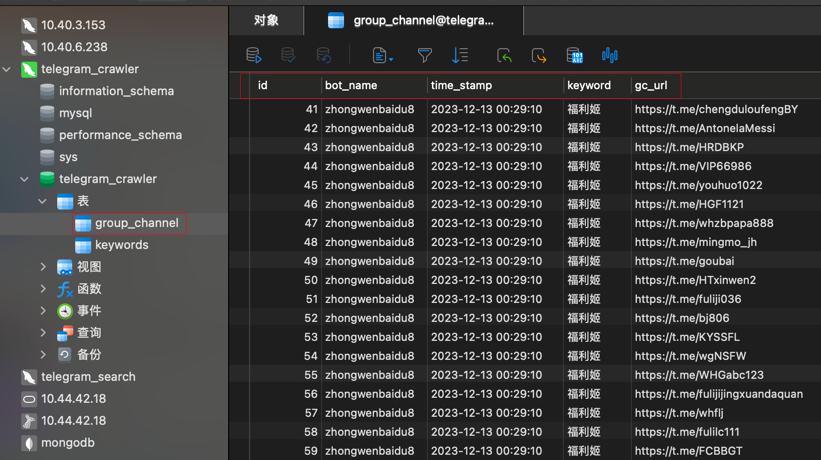 对象
group_channel@telegra...
10.40.3.153
10.40.6.238
telegram_crawler
information_schema
mysql
performance_schema
sys
telegram_crawler
表
group_channel
keywords
视图
函数
事件
查询
备份
telegram_search
10.44.42.18
10.44.42.18
mongodb
id bot_name time_stamp keyword gc_url
41 zhongwenbaidu8 2023-12-13 00:29:10 福利姬 https://t.me/chengduloufengBY
42 zhongwenbaidu8 2023-12-13 00:29:10 福利姬 https://t.me/AntonelaMessi
43 zhongwenbaidu8 2023-12-13 00:29:10 福利姬 https://t.me/HRDBKP
44 zhongwenbaidu8 2023-12-13 00:29:10 福利姬 https://t.me/VIP66986
45 zhongwenbaidu8 2023-12-13 00:29:10 福利姬 https://t.me/youhuo1022
46 zhongwenbaidu8 2023-12-13 00:29:10 福利姬 https://t.me/HGF1121
47 zhongwenbaidu8 2023-12-13 00:29:10 福利姬 https://t.me/whzbpapa888
48 zhongwenbaidu8 2023-12-13 00:29:10 福利姬 https://t.me/mingmo_jh
49 zhongwenbaidu8 2023-12-13 00:29:10 福利姬 https://t.me/goubai
50 zhongwenbaidu8 2023-12-13 00:29:10 福利姬 https://t.me/HTxinwen2
51 zhongwenbaidu8 2023-12-13 00:29:10 福利姬 https://t.me/fuliji036
52 zhongwenbaidu8 2023-12-13 00:29:10 福利姬 https://t.me/bj806
53 zhongwenbaidu8 2023-12-13 00:29:10 福利姬 https://t.me/KYSSFL
54 zhongwenbaidu8 2023-12-13 00:29:10 福利姬 https://t.me/wgNSFW
55 zhongwenbaidu8 2023-12-13 00:29:10 福利姬 https://t.me/WHGabc123
56 zhongwenbaidu8 2023-12-13 00:29:10 福利姬 https://t.me/fulijijingxuandaquan
57 zhongwenbaidu8 2023-12-13 00:29:10 福利姬 https://t.me/whflj
58 zhongwenbaidu8 2023-12-13 00:29:10 福利姬 https://t.me/fulilc111
59 zhongwenbaidu8 2023-12-13 00:29:10 福利姬 https://t.me/FCBBGT